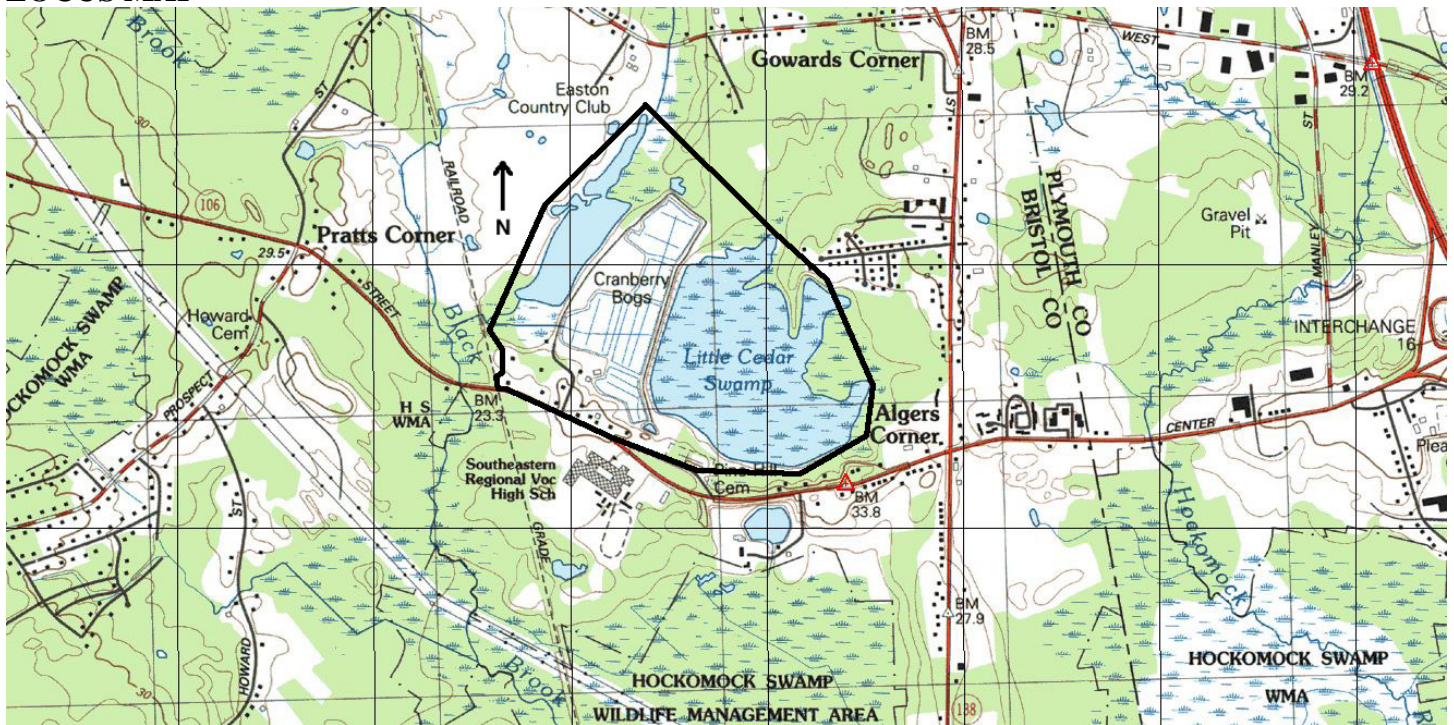 Brook
Easton
Country Club
Gowards Corner
BM
28.5
WEST
BM
29.2
ST
ST
ST
30
106
RAILROAD
N
Pratts Corner
29.5
PLYMOUTH CO
BRISTOL CO
Gravel
Pit
MANLEY
Cranberry
Bogs
STREET
Black
Howard
Cem
HOCKOMOCK SWAMP
WMA
INTERCHANGE
16
Little Cedar
Swamp
PROSPEC
BM
23.3
H S
WMA
Algers
Corner
CENTER
Plea
Southeastern
Regional Voc
High Sch
Pine Hill
Cem
BM
33.8
ST
GRADE
Hockomock
BM
27.9
HOWARD
30
Brook
HOCKOMOCK SWAMP
WILDLIFE MANAGEMENT AREA
138
HOCKOMOCK SWAMP
WMA